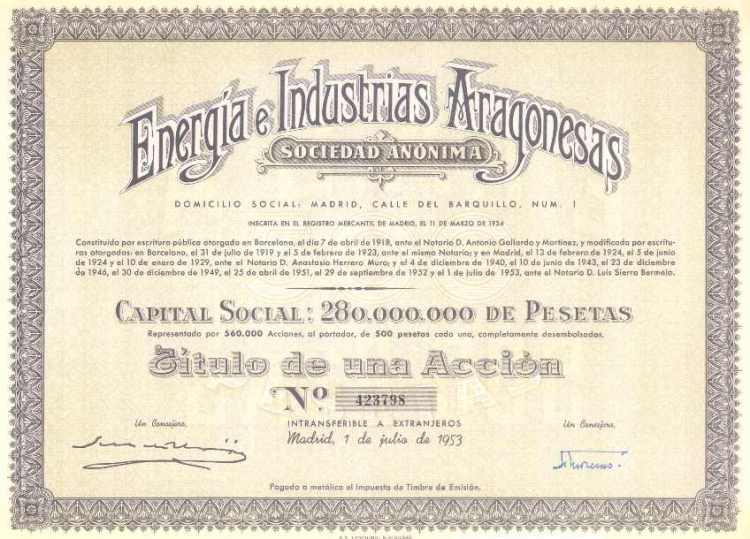 Energía e Industrias Aragonesas
SOCIEDAD ANÓNIMA
DOMICILIO SOCIAL: MADRID, CALLE DEL BARQUILLO, NUM. 1
INSCRITA EN EL REGISTRO MERCANTIL DE MADRID, EL 11 DE MARZO DE 1924
Constituída por escritura pública otorgada en Barcelona, el día 7 de abril de 1918, ante el Notario D. Antonio Gallardo y Martínez, y modificada por escritu-
ras otorgadas: en Barcelona, el 31 de julio de 1919 y el 5 de febrero de 1923, ante el mismo Notario; y en Madrid, el 13 de febrero de 1924, el 5 de junio
de 1924 y el 10 de enero de 1929, ante el Notario D. Anastasio Herrero Muro; y el 4 de diciembre de 1940, el 10 de junio de 1943, el 23 de diciembre
de 1946, el 30 de diciembre de 1949, el 25 de abril de 1951, el 29 de septiembre de 1952 y el 1 de julio de 1953, ante el Notario D. Luis Sierra Bermejo.
CAPITAL SOCIAL: 280.000.000 DE PESETAS
Representado por 560.000 Acciones, al portador, de 500 pesetas cada una, completamente desembolsadas.
Título de una Acción
Nº 423798
Un Consejero,
INTRANSFERIBLE A EXTRANJEROS
Un Consejero,
Madrid, 1 de julio de 1953
Pagado a metálico el Impuesto de Timbre de Emisión.